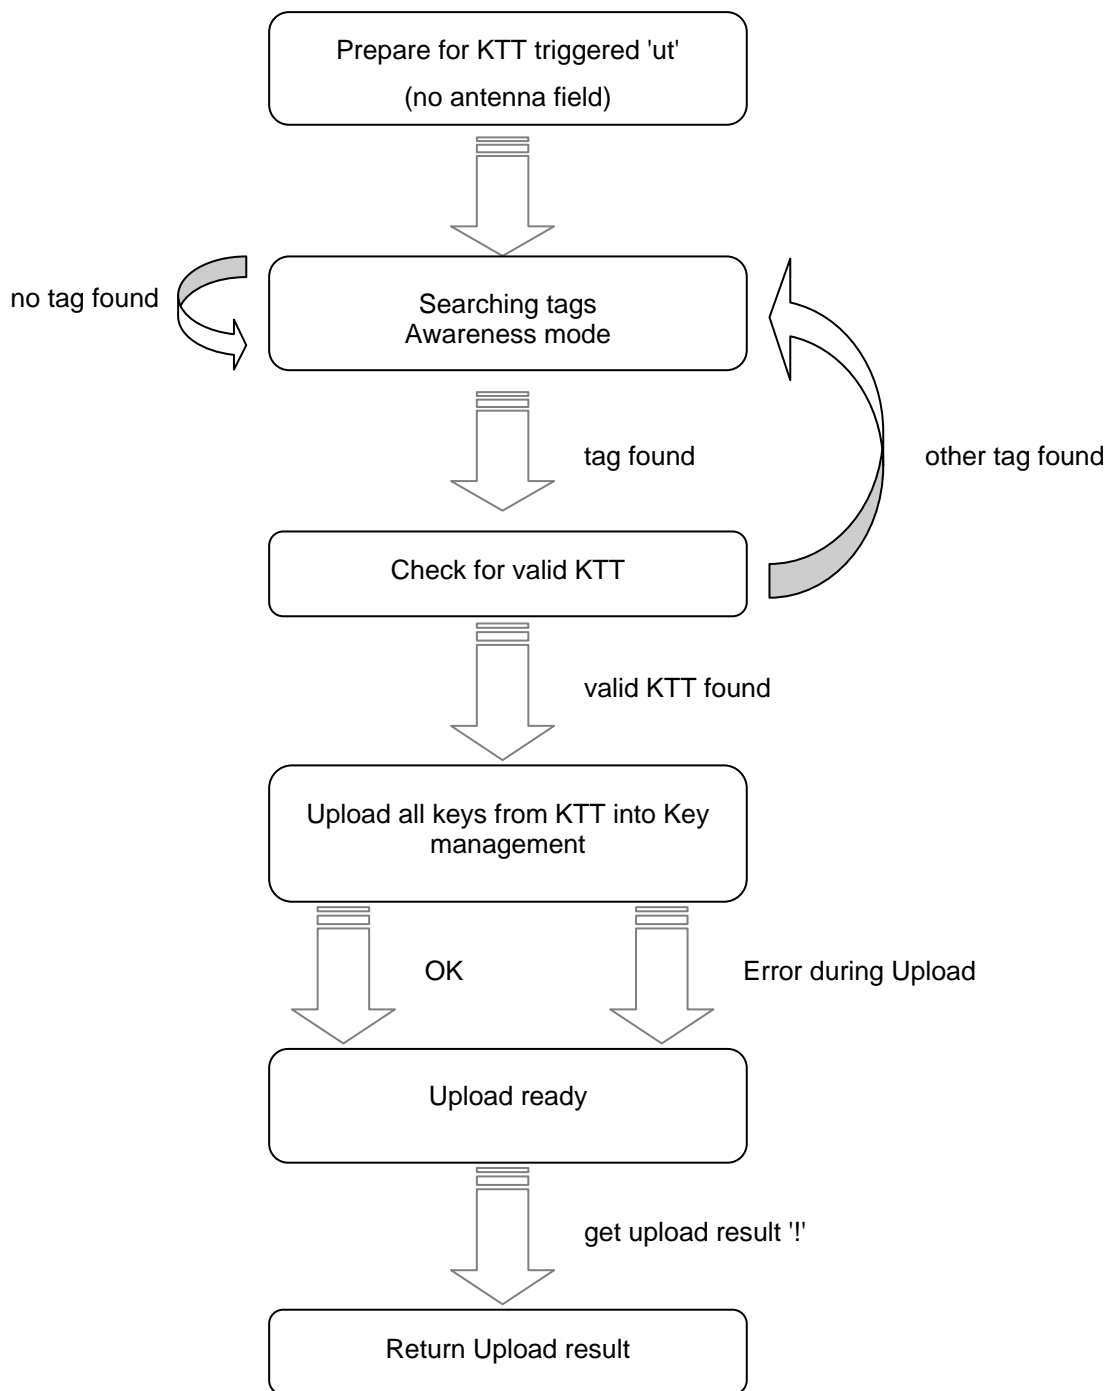 Prepare for KTT triggered 'ut'
(no antenna field)
no tag found
Searching tags
Awareness mode
tag found
other tag found
Check for valid KTT
valid KTT found
Upload all keys from KTT into Key
management
OK
Error during Upload
Upload ready
get upload result '!'
Return Upload result